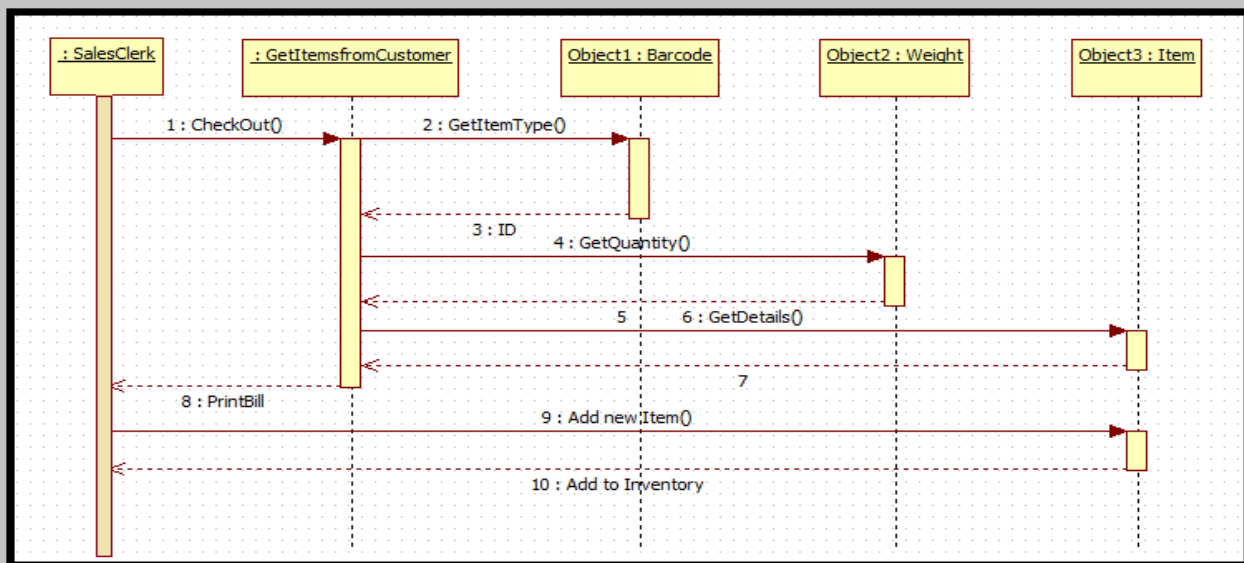 : SalesClerk
: GetItemsfromCustomer
Object1 : Barcode
Object2 : Weight
Object3 : Item
1 : CheckOut()
2 : GetItemType()
3 : ID
4 : GetQuantity()
5
6 : GetDetails()
7
8 : PrintBill
9 : Add new Item()
10 : Add to Inventory